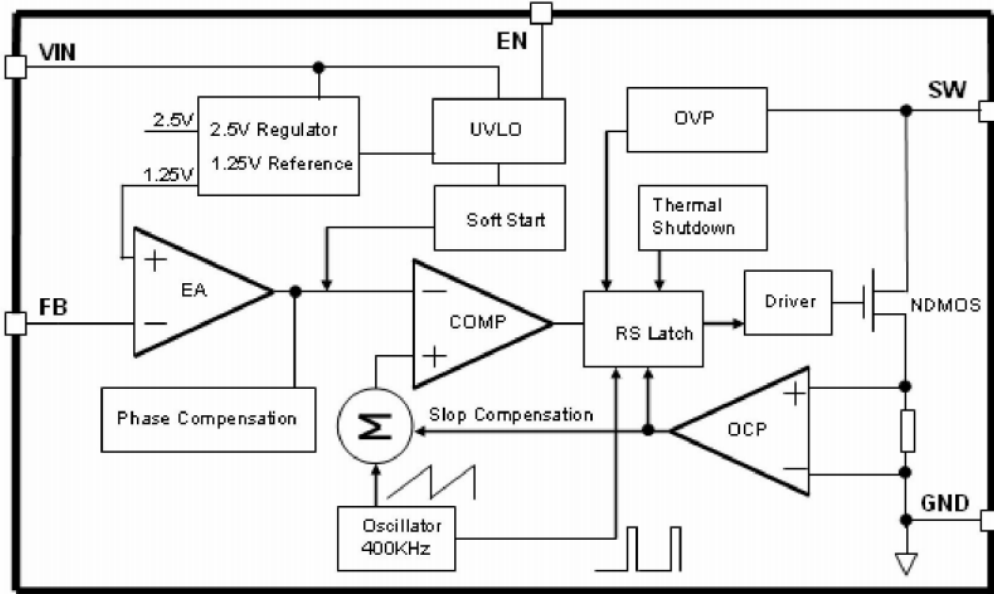 EN
VIN
SW
2.5V
2.5V Regulator
1.25V Reference
1.25V
UVLO
OVP
Soft Start
Thermal
Shutdown
+
EA
−
FB
−
COMP
+
RS Latch
Driver
NDMOS
Phase Compensation
Σ
Slop Compensation
+
OCP
−
GND
Oscillator
400KHz